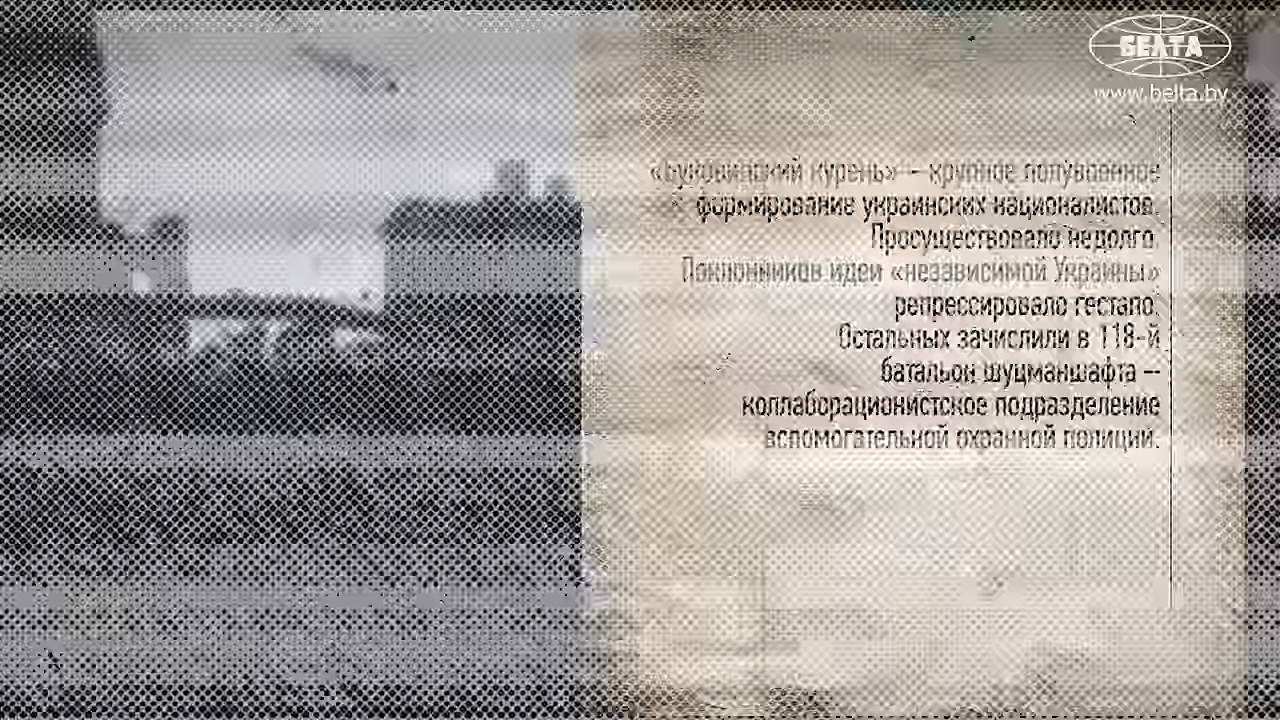 БЕЛТА
www.belta.by
«Буковинский курень» – крупное полувоенное
формирование украинских националистов.
Просуществовало недолго.
Поклонников идеи «независимой Украины»
репрессировало гестапо.
Остальных зачислили в 118-й
батальон шуцманшафта –
коллаборационистское подразделение
вспомогательной охранной полиции.